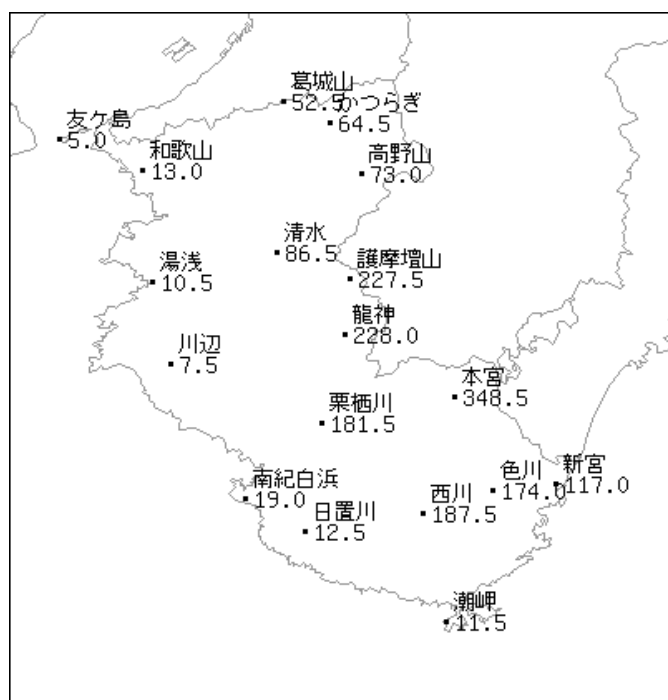 葛城山
52.5
かつらぎ
64.5
友ケ島
5.0
和歌山
13.0
高野山
73.0
清水
86.5
護摩壇山
227.5
湯浅
10.5
龍神
228.0
川辺
7.5
本宮
348.5
栗栖川
181.5
新宮
117.0
色川
174.0
南紀白浜
19.0
西川
187.5
日置川
12.5
潮岬
11.5